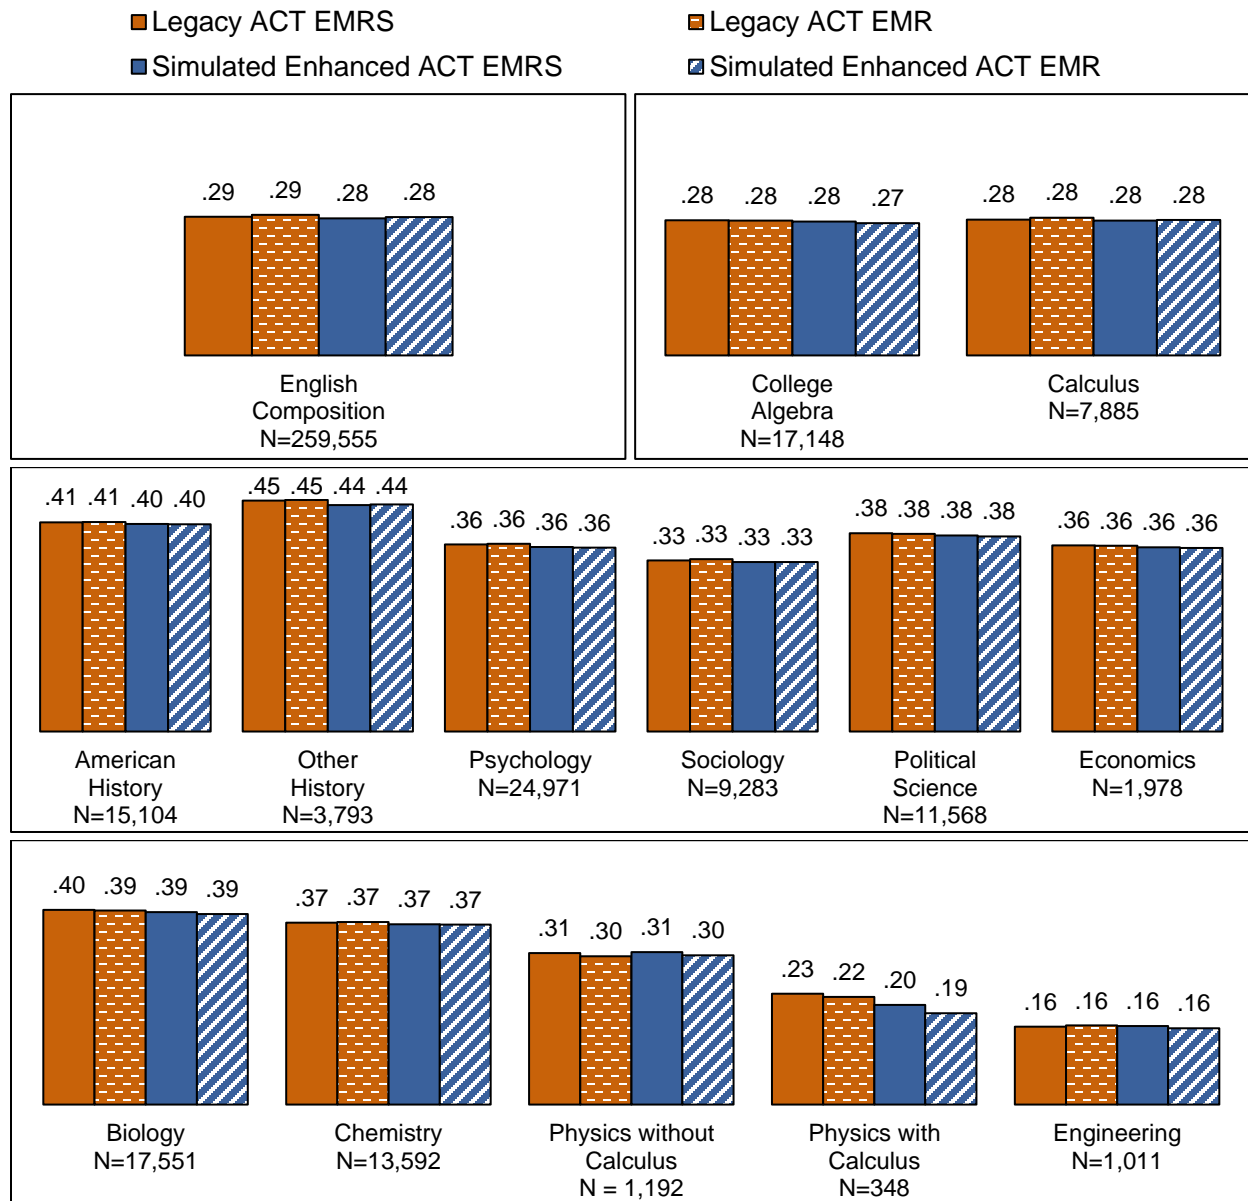 Legacy ACT EMRS Legacy ACT EMR
Simulated Enhanced ACT EMRS Simulated Enhanced ACT EMR
.29 .29 .28 .28
English
Composition
N=259,555
.28 .28 .28 .27
College
Algebra
N=17,148
.28 .28 .28 .28
Calculus
N=7,885
.41 .41 .40 .40
American
History
N=15,104
.45 .45 .44 .44
Other
History
N=3,793
.36 .36 .36 .36
Psychology
N=24,971
.33 .33 .33 .33
Sociology
N=9,283
.38 .38 .38 .38
Political
Science
N=11,568
.36 .36 .36 .36
Economics
N=1,978
.40 .39 .39 .39
Biology
N=17,551
.37 .37 .37 .37
Chemistry
N=13,592
.31 .30 .31 .30
Physics without
Calculus
N = 1,192
.23 .22 .20 .19
Physics with
Calculus
N=348
.16 .16 .16 .16
Engineering
N=1,011